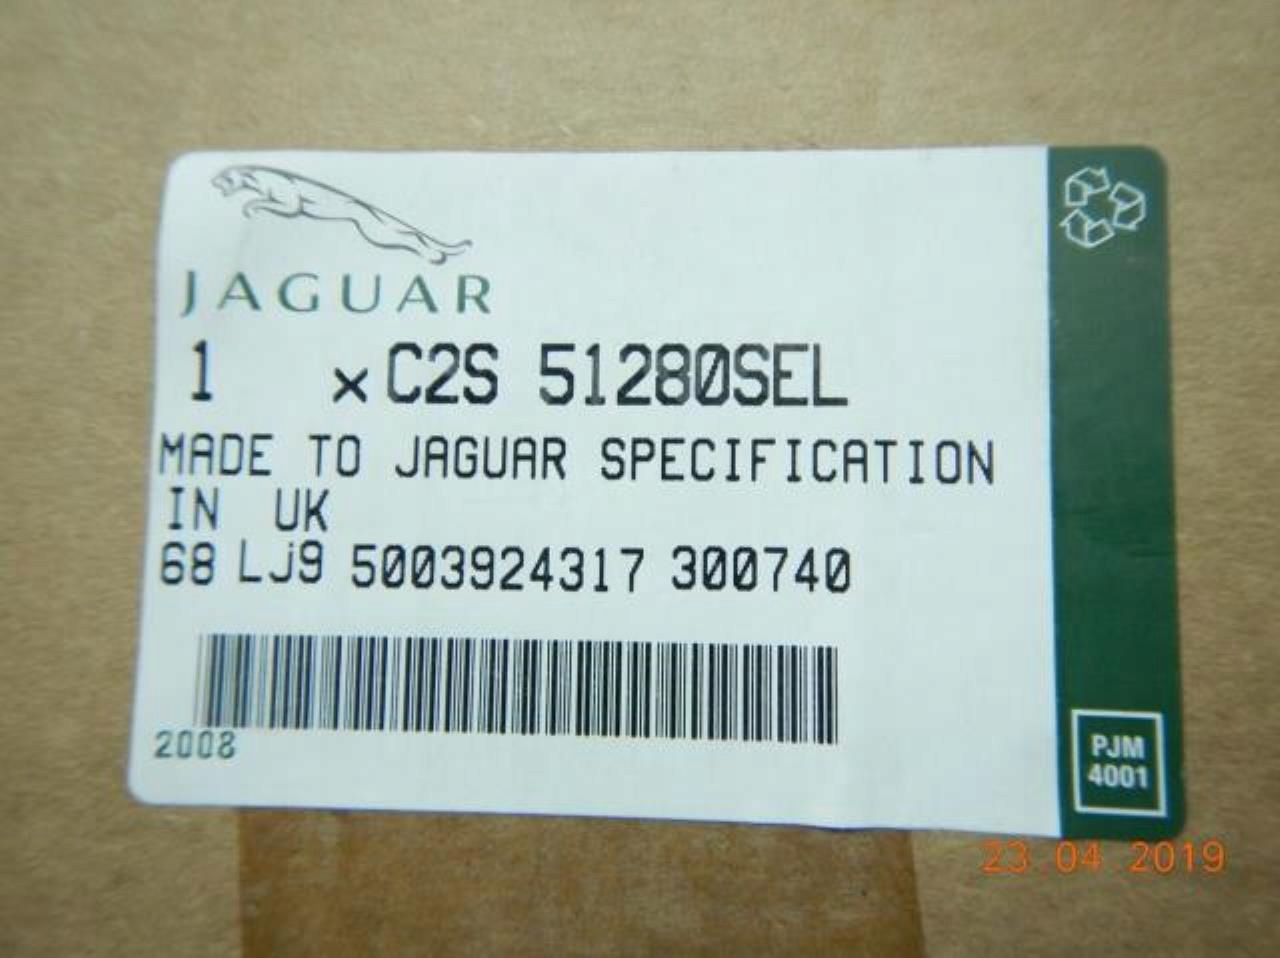 JAGUAR
1 x C2S 51280SEL
MADE TO JAGUAR SPECIFICATION
IN UK
68 Lj9 5003924317 300740
2008
PJM
4001
23.04.2019